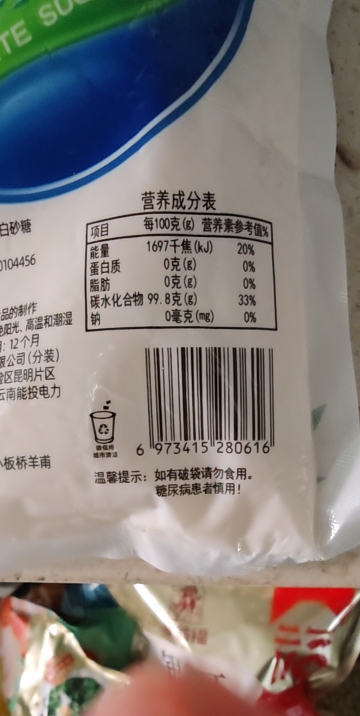 TE SU
营养成分表
项目 每100克(g) 营养素参考值%
能量 1697千焦(kJ) 20%
蛋白质 0克(g) 0%
脂肪 0克(g) 0%
碳水化合物 99.8克(g) 33%
钠 0毫克(mg) 0%
白砂糖
0104456
品的制作
阳光、高温和潮湿
: 12个月
限公司(分装)
区昆明片区
云南能投电力
小板桥羊甫
6 973415 280616
温馨提示: 如有破袋请勿食用。
糖尿病患者慎用!